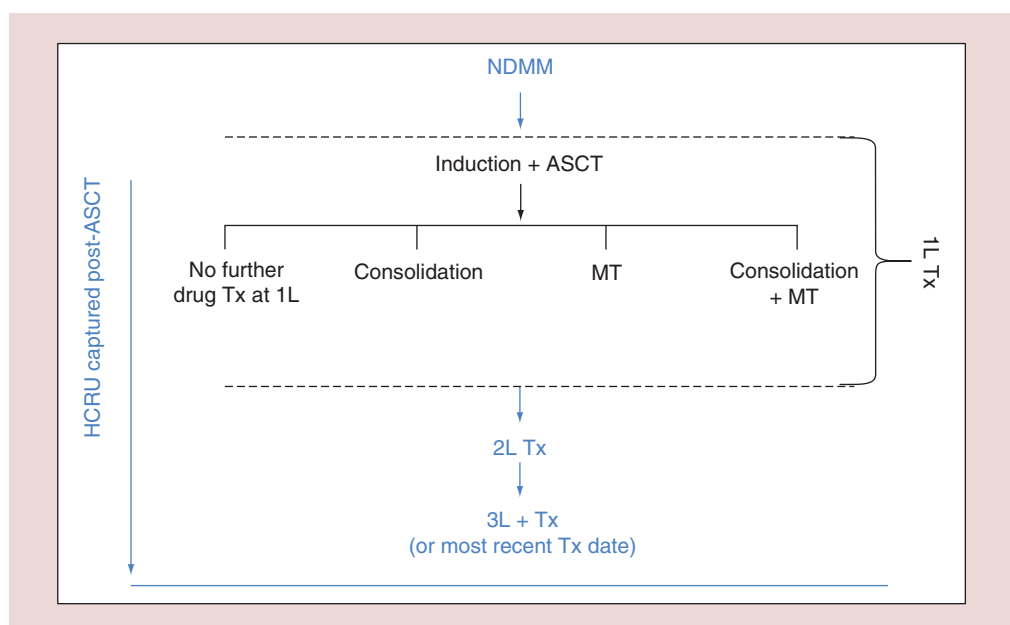 NDMM
Induction + ASCT
No further
drug Tx at 1L
Consolidation
MT
Consolidation
+ MT
1L Tx
HCRU captured post-ASCT
2L Tx
3L + Tx
(or most recent Tx date)